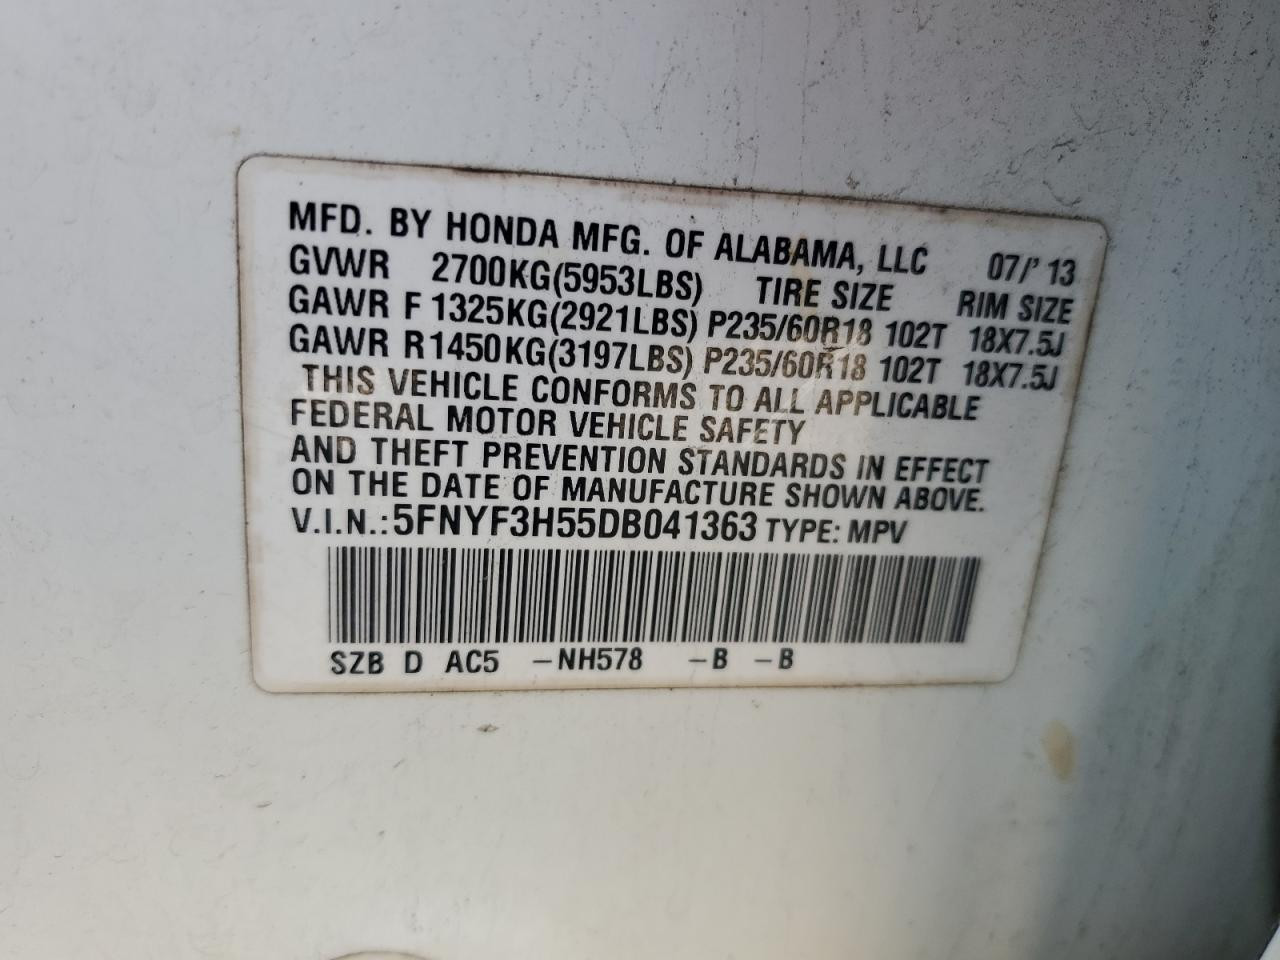 MFD. BY HONDA MFG. OF ALABAMA, LLC 07/'13
GVWR 2700KG(5953LBS) TIRE SIZE RIM SIZE
GAWR F 1325KG(2921LBS) P235/60R18 102T 18X7.5J
GAWR R1450KG(3197LBS) P235/60R18 102T 18X7.5J
THIS VEHICLE CONFORMS TO ALL APPLICABLE
FEDERAL MOTOR VEHICLE SAFETY
AND THEFT PREVENTION STANDARDS IN EFFECT
ON THE DATE OF MANUFACTURE SHOWN ABOVE.
V.I.N.:5FNYF3H55DB041363 TYPE: MPV
SZB D AC5 –NH578 –B –B